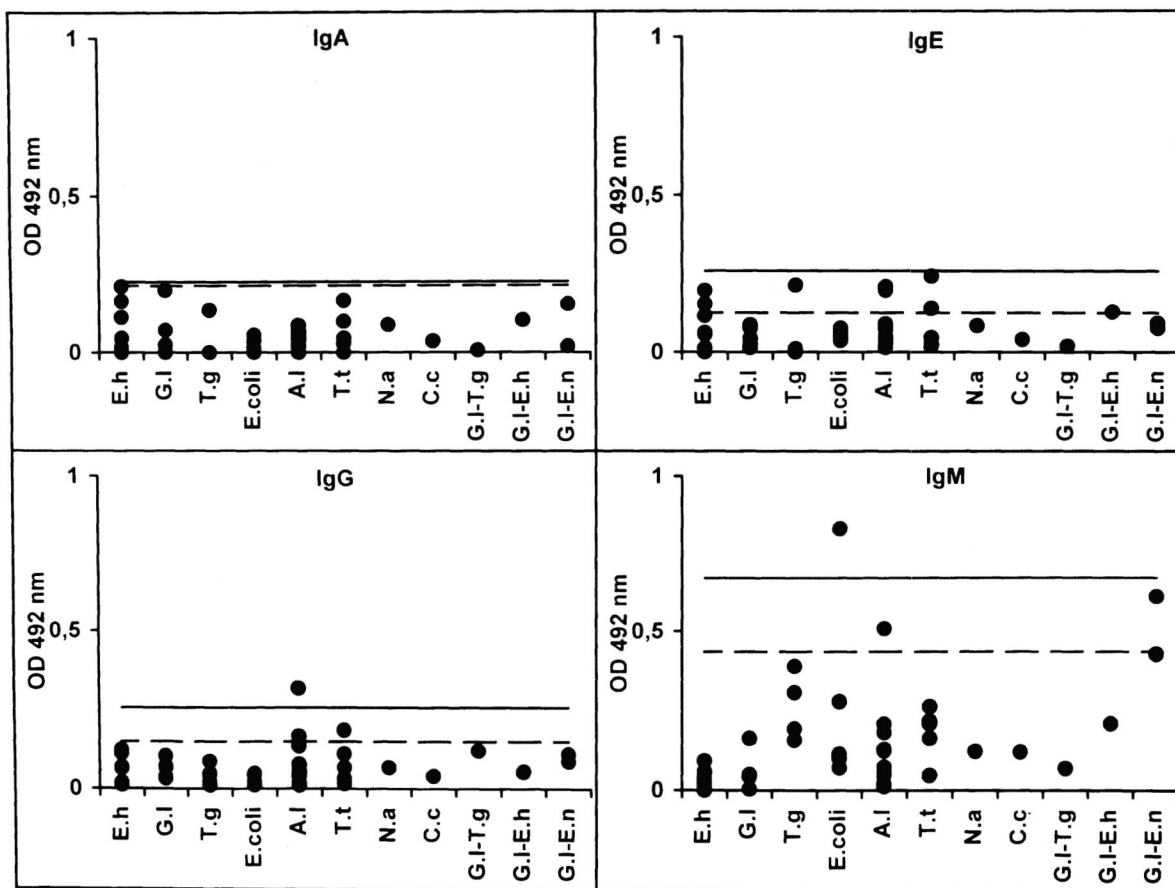 IgA
1
0,5
0
OD 492 nm
E.h
G.l
T.g
E.coli
A.l
T.t
N.a
C.c
G.l-T.g
G.l-E.h
G.l-E.n
IgE
1
0,5
0
OD 492 nm
E.h
G.l
T.g
E.coli
A.l
T.t
N.a
C.c
G.l-T.g
G.l-E.h
G.l-E.n
IgG
1
0,5
0
OD 492 nm
E.h
G.l
T.g
E.coli
A.l
T.t
N.a
C.c
G.l-T.g
G.l-E.h
G.l-E.n
IgM
1
0,5
0
OD 492 nm
E.h
G.l
T.g
E.coli
A.l
T.t
N.a
C.c
G.l-T.g
G.l-E.h
G.l-E.n